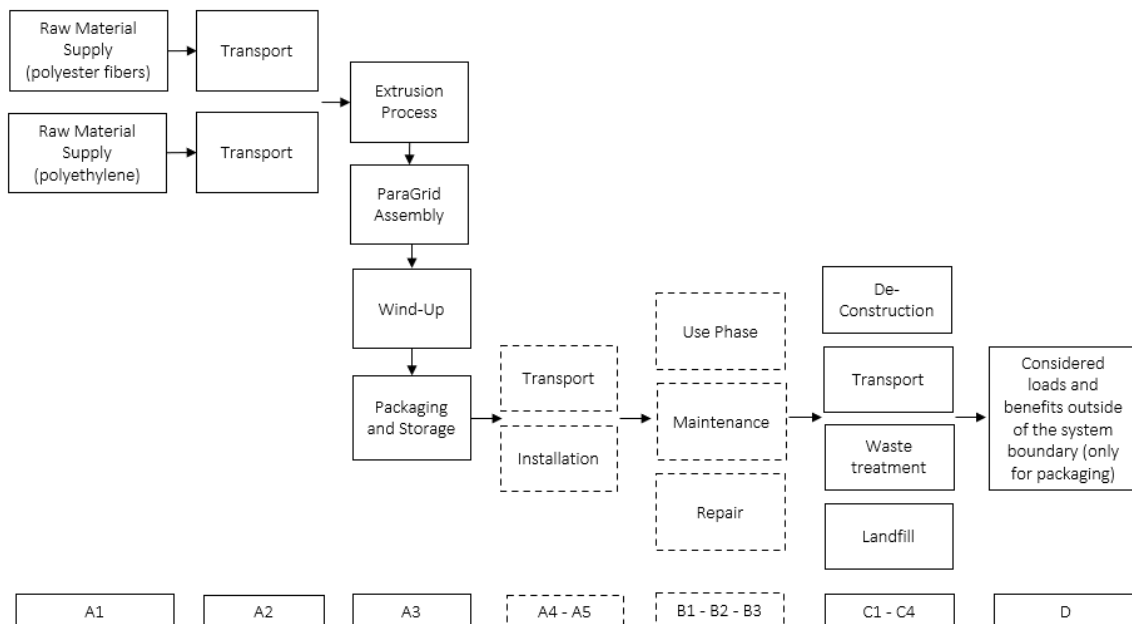 Raw Material
Supply
(polyester fibers)
Transport
Raw Material
Supply
(polyethylene)
Transport
Extrusion
Process
ParaGrid
Assembly
Wind-Up
Packaging
and Storage
Transport
Installation
Use Phase
Maintenance
Repair
De-
Construction
Transport
Waste
treatment
Landfill
Considered
loads and
benefits outside
of the system
boundary (only
for packaging)
A1
A2
A3
A4 - A5
B1 - B2 - B3
C1 - C4
D